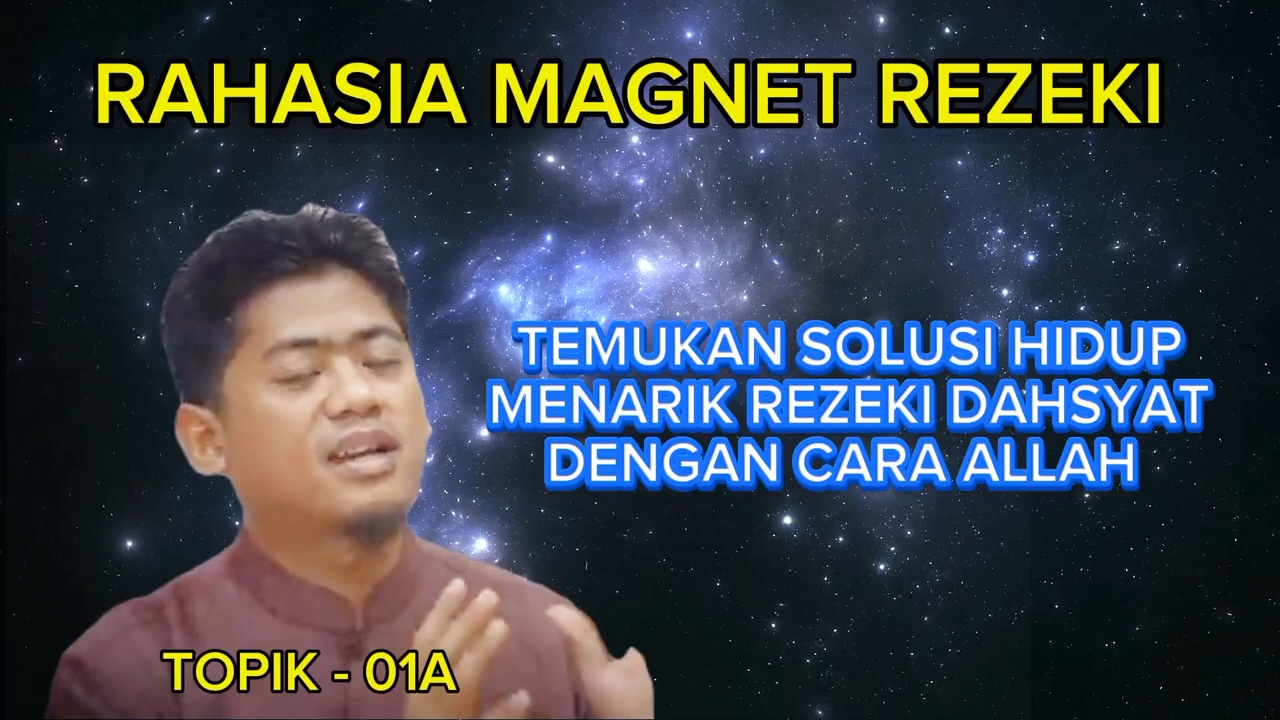 RAHASIA MAGNET REZEKI
TEMUKAN SOLUSI HIDUP
MENARIK REZEKI DAHSYAT
DENGAN CARA ALLAH
TOPIK - 01A